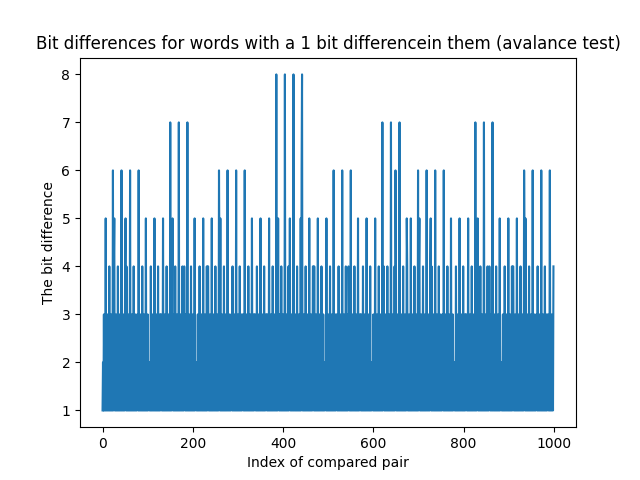 Bit differences for words with a 1 bit differencein them (avalance test)
8
7
6
5
4
3
2
1
The bit difference
0 200 400 600 800 1000
Index of compared pair